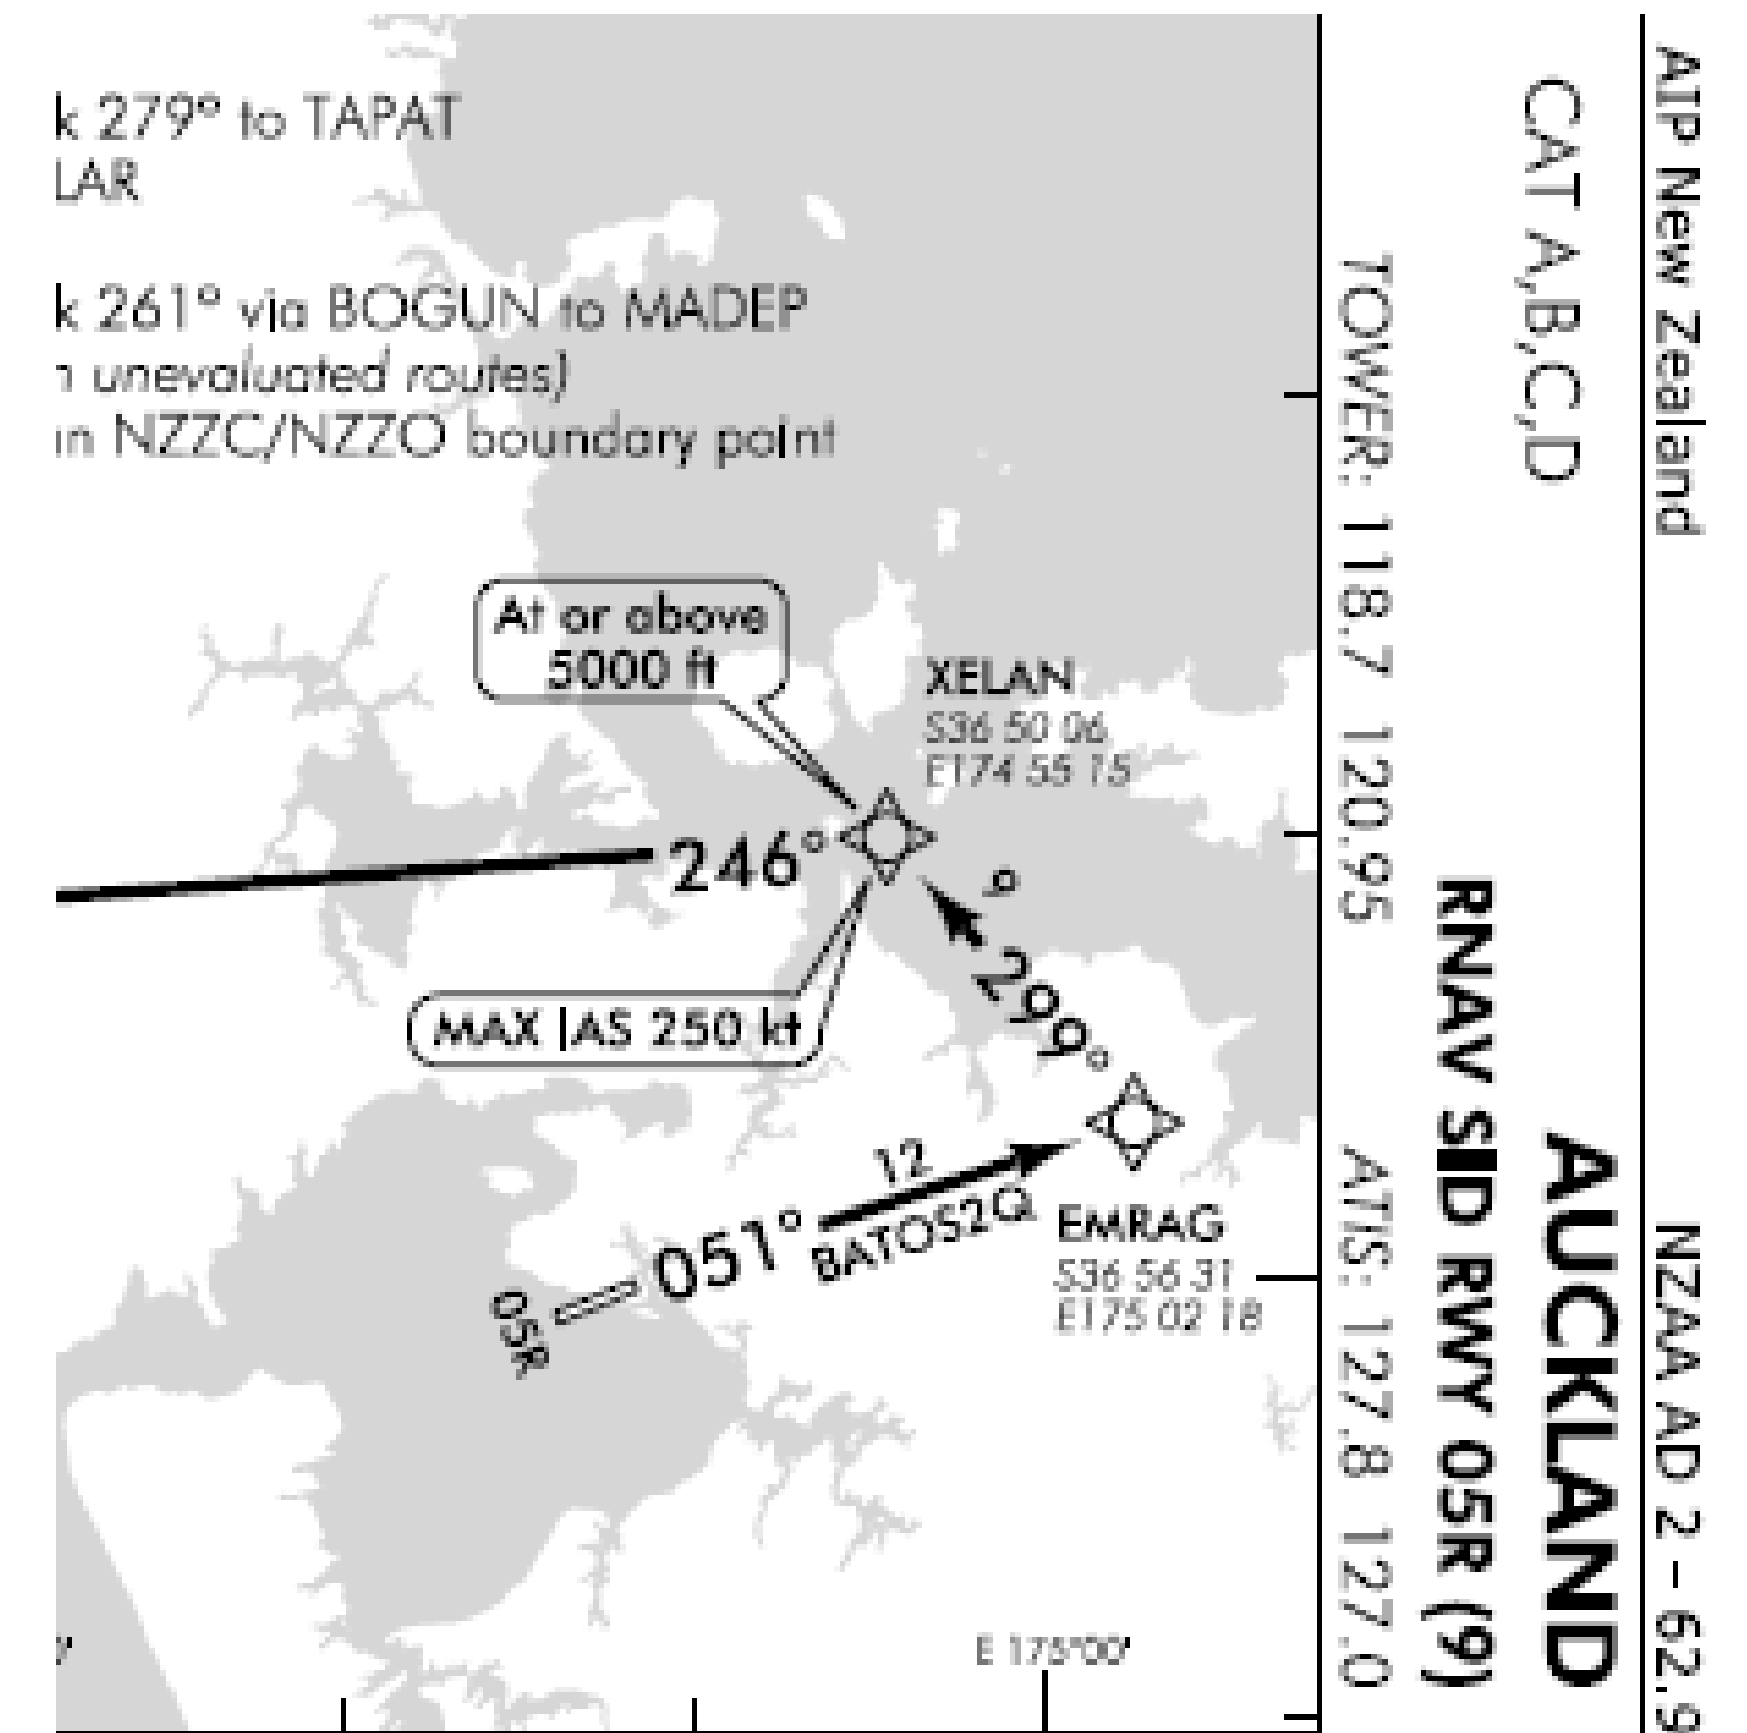 AIP New Zealand
NZAA AD 2 – 62.9
CAT A,B,C,D
AUCKLAND
RNAV SID RWY 05R (9)
TOWER: 118.7 120.95
ATIS: 127.8 127.0
k 279° to TAPAT
LAR
k 261° via BOGUN to MADEP
n unevaluated routes)
an NZZC/NZZO boundary point
At or above
5000 ft
XELAN
S36 50 06
E174 55 15
246°
299°
MAX IAS 250 kt
12
051°
BATOS2Q
EMRAG
S36 56 31
E175 02 18
05R
E 175°00'